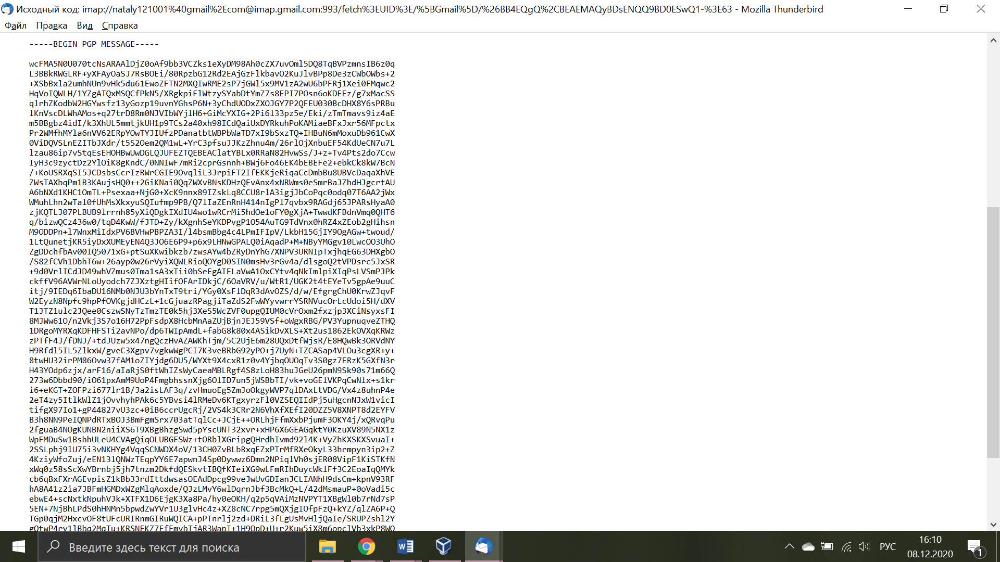 Исходный код: imap://nataly121001%40gmail%2Ecom@imap.gmail.com:993/fetch%3EUID%3E/%5BGmail%5D/%26BB4EQgQ%2CBEAEMAQyBDsENQQ9BD0ESwQ1-%3E63 - Mozilla Thunderbird
Файл Правка Вид Справка
-----BEGIN PGP MESSAGE-----
wcFMA5N0U070tcNsARAAlDjZ0oAf9bb3VCZks1eXyDM98Ah0cZX7uvOml5DQ8TqBVPzmnsIB6z0q
L3BBkRWGLRF+yXFAyOaSJ7RsBOEi/80RpzbG12Rd2EAjGzFlkbavO2KuJlvBPp8De3zCWbOWbs+2
+XSbBxla2umhNUn9vHk5du61EwoZFTN2MXQIwRME2sP7jGWl5x9MV1zA2wU6bPFRj1Xei0FMqwc2
HqVoIQWLH/1YZgATQxMSQCfPkN5/XRgkpiFlWtzySYabDtYmZ7s8EPI7POsn6oKDEEz/g7xMacSS
qlrhZKodbW2HGYwsfz13yGozp19uvnYGhsP6N+3yChdUODxZXOJGY7P2QFEU030BcDHX8Y6sPRBu
lKnVscDLWhAMos+q27trD8Rm0NJVIbWYjlH6+GiMcYXIG+2Pi6l33pz5e/Eki/zTmTmavs9iz4aE
m5BBgbz4idI/k3XhUL5mmtjkUH1p9TCs2a40xh98ICdQaiUxDYRkuhPoKAMiaeBFxJxr56MFpctx
Pr2WMfhMYla6nVV62ERpYOwTYJIUfzPDanatbtWBPbWaTD7xI9bSxzTQ+IHBuN6mMoxuDb961CwX
0ViDQVSLnEZITbJXdr/t5S2Oem2QM1wL+YrC3pfsuJJKzZhnu4m/26rlOjXnbuEF54KdUeCN7u7L
lzau86ip7vStqEsEHOHBwUwDGLQJUFEZTQEBEAClatYBLx0RRaN82HvwSs/J+z+Tv4Pts2do7Ccw
IyH3c9zyctDz2YlOiK8gKndC/0NNIwF7mRi2cprGsnnh+BWj6Fo46EK4bEBEFe2+ebkCk8kW7BcN
/+KoUSRXqSI5JCDsbsCcrIzRWrCGIE9OvqliL3JrpiFT2IfEKKjeRiqaCcDmbBu8UBVcDaqaXhVE
ZWsTAXbqPm1B3KAujsHQ0++2GiKNai0QqZWXvBNsKDHzQEvAnx4xNRWms0eSmrBaJZhdHJgcrtAU
A6bNXd1KHC1OmTL+Psexaa+NjG0+XcK9nnx89IZskLq8CCU8rlA3igjJbCoPqc0odq07T6AA2jWx
WMuhLhn2wTal0fUhMsXkxyuSQIufmp9PB/Q7lIaZEnRnH414nIgPl7qvbx9RAGdj65JPARsHyaA0
zjKQTLJ07PLBUB9lrrnh85yXiQDgkIXdIU4wo1wRCrMi5hdOe1oFY0gXjA+TwwdKFBdnVmq0QHT6
q/bizwQCz436w0/tqD4KwW/fJTD+Zy/kXgnhSeYKDPvgP1O54AuTG9TdVnx0hRZ4xZEob2gHihsn
M9ODDPn+l7WnxMiIdxPV6BVHwPBPZA3I/l4bsmBbg4c4LPmIFIpV/LkbH15GjIY9OgAGw+twoud/
1LtQunetjKR5iyDxXUMEyEN4Q3JO6E6P9+p6x9LHNwGPALQ0iAqadP+M+NByYMGgv10LwcOO3UhO
ZgDDchfbAv00IQ5071xG+ptSuXKwibkzb7zwsAYw4bZRyDnYhG7XNPV3URNIpTxjhqEG63DHXgbO
/S82fCVh1DbhT6w+26ayp0w26rVyiXQWLRioQOYgD0SIN0msHv3rGv4a/dlsgoQ2tVPDsrc5JxSR
+9d0VrlICdJD49whVZmus0Tma1sA3xTii0bSeEgAIELaVwA1OxCYtv4qNkImlpiXIqPsLVSmPJPk
ckffV96AVWrNLoUyodch7ZJXztgHIifOFArIDkjC/6OaVRV/u/WtR1/UGK2t4tEYeTv5gpAe9uuC
itj/9IEDq6IbaDU16NMb0NJU3bYnTxT9tri/YGy0XsFlDqR3dAvOZS/d/w/EfgrgChU0KrwZJqvF
W2EyzN8Npfc9hpPfOVKgjdHCzL+1cGjuazRPagjiTaZdS2FwWYyvwrrYSRNVucOrLcUdoi5H/dXV
T1JTZ1ulc2JQee0CszwSNyTzTmzTE0k5hj3XeS5WcZVF0upgQIUM0cVrOxm2fxzjp3XCiNsyxsFI
8MJWw61O/n2Vkj3S7o16H72PpFsdpX8HcbMnAaZUjBjnJEJ59VSf+oWgxRBG/PV3YupnuqveZTHQ
1DRgoMYRXqKDFHFSTi2avNPo/dp6TWIpAmdL+fabG8k80x4ASikDvXLS+Xt2us1862EkOVXqKRWz
zPTfF4J/fDNJ/+tdJUzw5x47ngQczHvAZAWKhTjm/5C2UjE6m28UQxDtfWjsR/E8HQwBk3ORVdNY
H9Rfdl5IL5ZlkxW/gveC3Xgpv7vgkwWgPCI7K3veBRbG92yPO+j7UyN+TZCASap4VLOu3cgXR+y+
8twHU32irPM86Ovw37fAM1oZIYjdg6DU5/WYXt9X4cxR1z0v4YjbqOUOqTv3S0gz7ERzK5GXfN3r
H43YOdp6zjx/arF16/aIaRjS0ftWhIZsWyCaeaMBLRgf4S8zLoH83huJGeU26pmN9Sk90s71m66Q
273w6Dbbd90/iO61pxAmM9UoP4FmgbhssnXjg6OlID7un5jWSBbTI/vk+voGElVKPqCwNlx+s1kr
ri6+eKGT+ZOFPzi677lr1B/Ja2isLAF3q/zvHmuoEg5ZmJoOkgyWVP7qlDAxLtVDG/Vx4z8uhnP4e
2eT4zy5ItlkWlZ1jOvvhyhPAk6c5YBvsi4lRMeDv6KTgxyrzFl0VZSEQIIdPj5uHgcnNJxW1vicI
tifgX97Io1+gP44827vU3zc+0iB6ccrUgcRj/2VS4k3CRr2N6VhXfXEfI20DZZ5V8XNPT8d2EYFV
B3h8NN9PeIQNPdRTxBOJ3BmFgmSrx703atTqlCc+JCjE++ORLhjFfmXxbPjumF3OKY4j/xQRvqPu
2fguaB4NOgKUNBN2niiXS6T9XBgBhzgSwd5pYscUNT32xvr+xHP6X6GEAGqktY0KzuXV89N5NX1z
WpFMDuSw1BshhULeU4CVAgQiqOLUBGFSWz+tORblXGripgQHrdhIvmd92l4K+VyZhKXSKXSvuaI+
2SSLphj9lU75i3vNKHYg4VqqSCNWDX4oV/13CH0ZvBLbRxqEZxPTrMfRXeOkyL33hrmpyn3ip2+Z
4KziyWfoZuj/eEN13lQNWzTEqpYY6E7apwnJ4Sp0Dywwz6Dmn2NPiqlVh0sjER08VipF1KiSTKfN
xWq0z58sScXwYBrnbj5jh7tnzm2DkfdQESkvtIBQfKIeiXG9wLFmRIhDuycWklFf3C2EoaIqQMYk
cb6qBxFXrAGEvpisZ1kBb33rdIttdwsasOEAdDpcg99veJwUvGDIanJCLIANhH9dsCm+kpnV93RF
hA8A41z2ia7JBFmHGMDxWZgMlqAoxde/QJzLMvY6wlDqrnJbf3BcMkQ+L/42dMsmauP+0oVadi5c
ebwE4+scNxtkNpuhVJk+XTFX1D6EjgK3Xa8Pa/hy0eOKH/q2p5qVAiMzNVPYT1XBgWl0b7rNd7sP
5EN+7NjBhLPdS0hHNMn5bpwdZwYVr1U3glvHc4z+XZ8cNC7rpg5mQXjgIOfpFzQ+kYZ/qlZA6P+Q
TGp0qjM2HxcvOF8tUFcURIRnmGIRuWQICA+pPTnrlj2zd+DRiL3fLgUsMvHljQaIe/SRUPZshl2Y
Введите здесь текст для поиска
РУС
16:10
08.12.2020
1